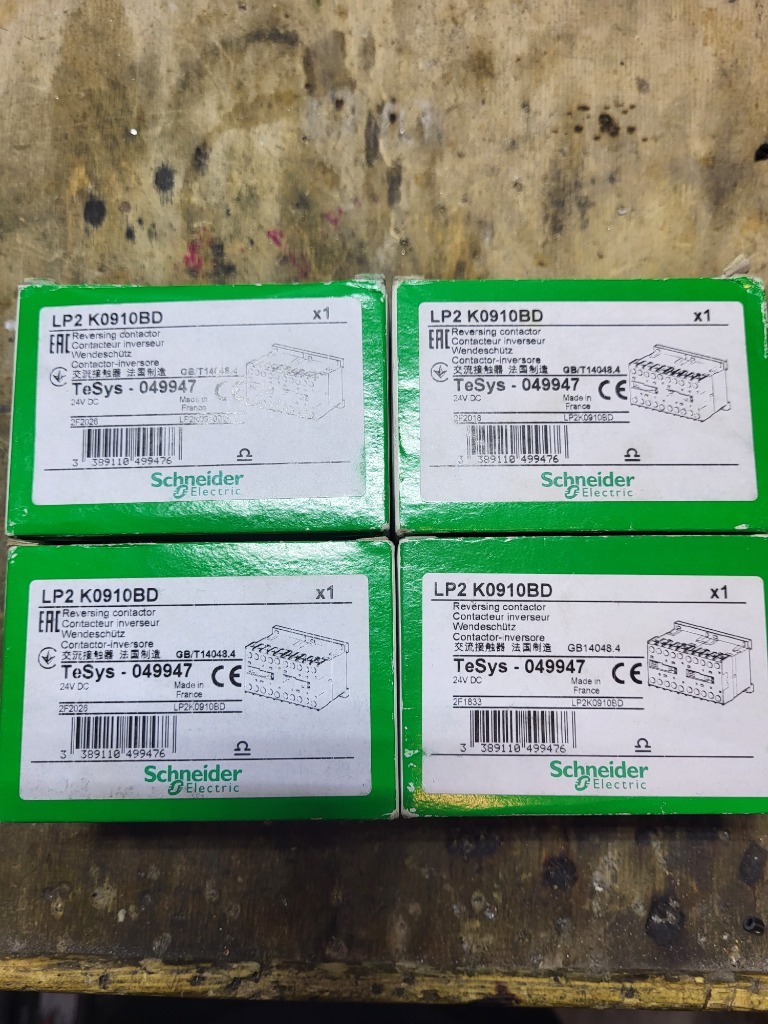 LP2 K0910BD x1
EAC Reversing contactor
Contacteur inverseur
Wendeschütz
Contactor-inversore
交流接触器 法国制造 GB/T14048.4
TeSys - 049947 CE
24V DC Made in
France
2F2026
3 389110 499476
Schneider
Electric
LP2 K0910BD x1
EAC Reversing contactor
Contacteur inverseur
Wendeschütz
Contactor-inversore
交流接触器 法国制造 GB/T14048.4
TeSys - 049947 CE
24V DC Made in
France
2F2018 LP2K0910BD
3 389110 499476
Schneider
Electric
LP2 K0910BD x1
EAC Reversing contactor
Contacteur inverseur
Wendeschütz
Contactor-inversore
交流接触器 法国制造 GB/T14048.4
TeSys - 049947 CE
24V DC Made in
France
2F2026 LP2K0910BD
3 389110 499476
Schneider
Electric
LP2 K0910BD x1
Reversing contactor
Contacteur inverseur
Wendeschütz
Contactor-inversore
交流接触器 法国制造 GB14048.4
TeSys - 049947 CE
24V DC Made in
France
2F1833 LP2K0910BD
3 389110 499476
Schneider
Electric